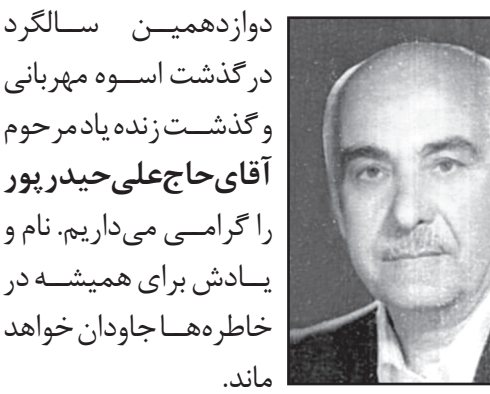 دوازدهمین سالگرد
درگذشت اسوه مهربانی
و گذشت زنده یاد مرحوم
آقای حاج علی حیدرپور
را گرامی می‌داریم. نام و
یادش برای همیشه در
خاطره‌ها جاودان خواهد
ماند.